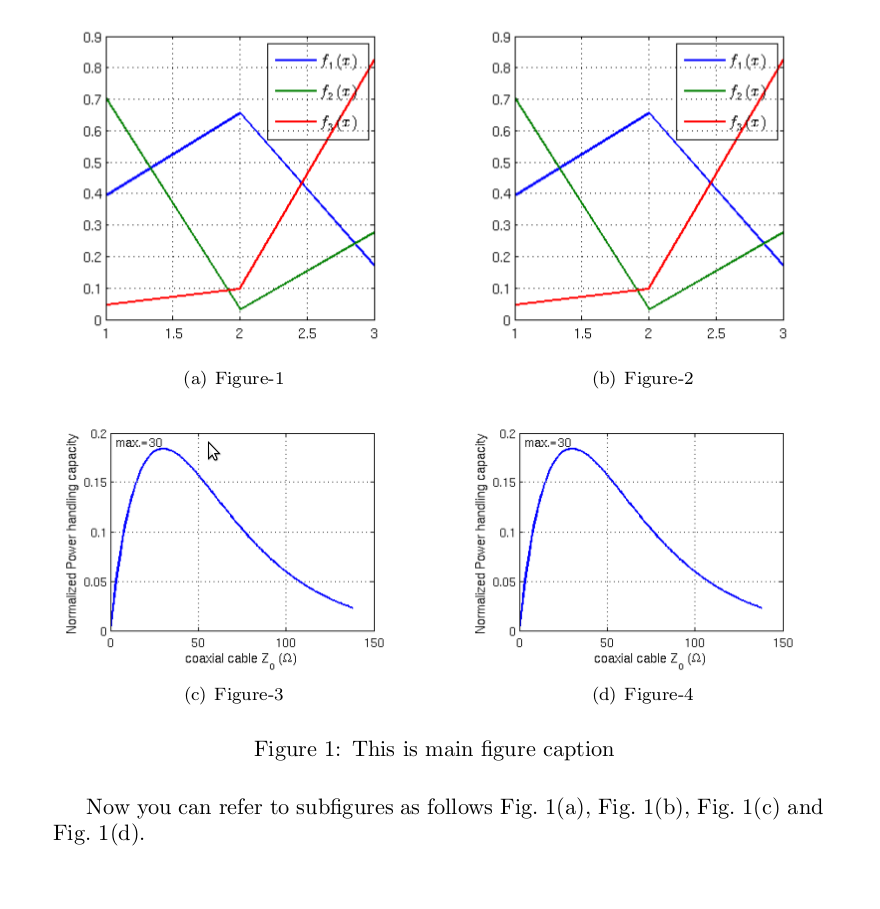 0.9
0.8
0.7
0.6
0.5
0.4
0.3
0.2
0.1
0
1 1.5 2 2.5 3
f₁(x)
f₂(x)
f₃(x)
(a) Figure-1
0.9
0.8
0.7
0.6
0.5
0.4
0.3
0.2
0.1
0
1 1.5 2 2.5 3
f₁(x)
f₂(x)
f₃(x)
(b) Figure-2
Normalized Power handling capacity
0.2
0.15
0.1
0.05
0
max.=30
0 50 100 150
coaxial cable Z₀ (Ω)
(c) Figure-3
Normalized Power handling capacity
0.2
0.15
0.1
0.05
0
max.=30
0 50 100 150
coaxial cable Z₀ (Ω)
(d) Figure-4
Figure 1: This is main figure caption
Now you can refer to subfigures as follows Fig. 1(a), Fig. 1(b), Fig. 1(c) and
Fig. 1(d).